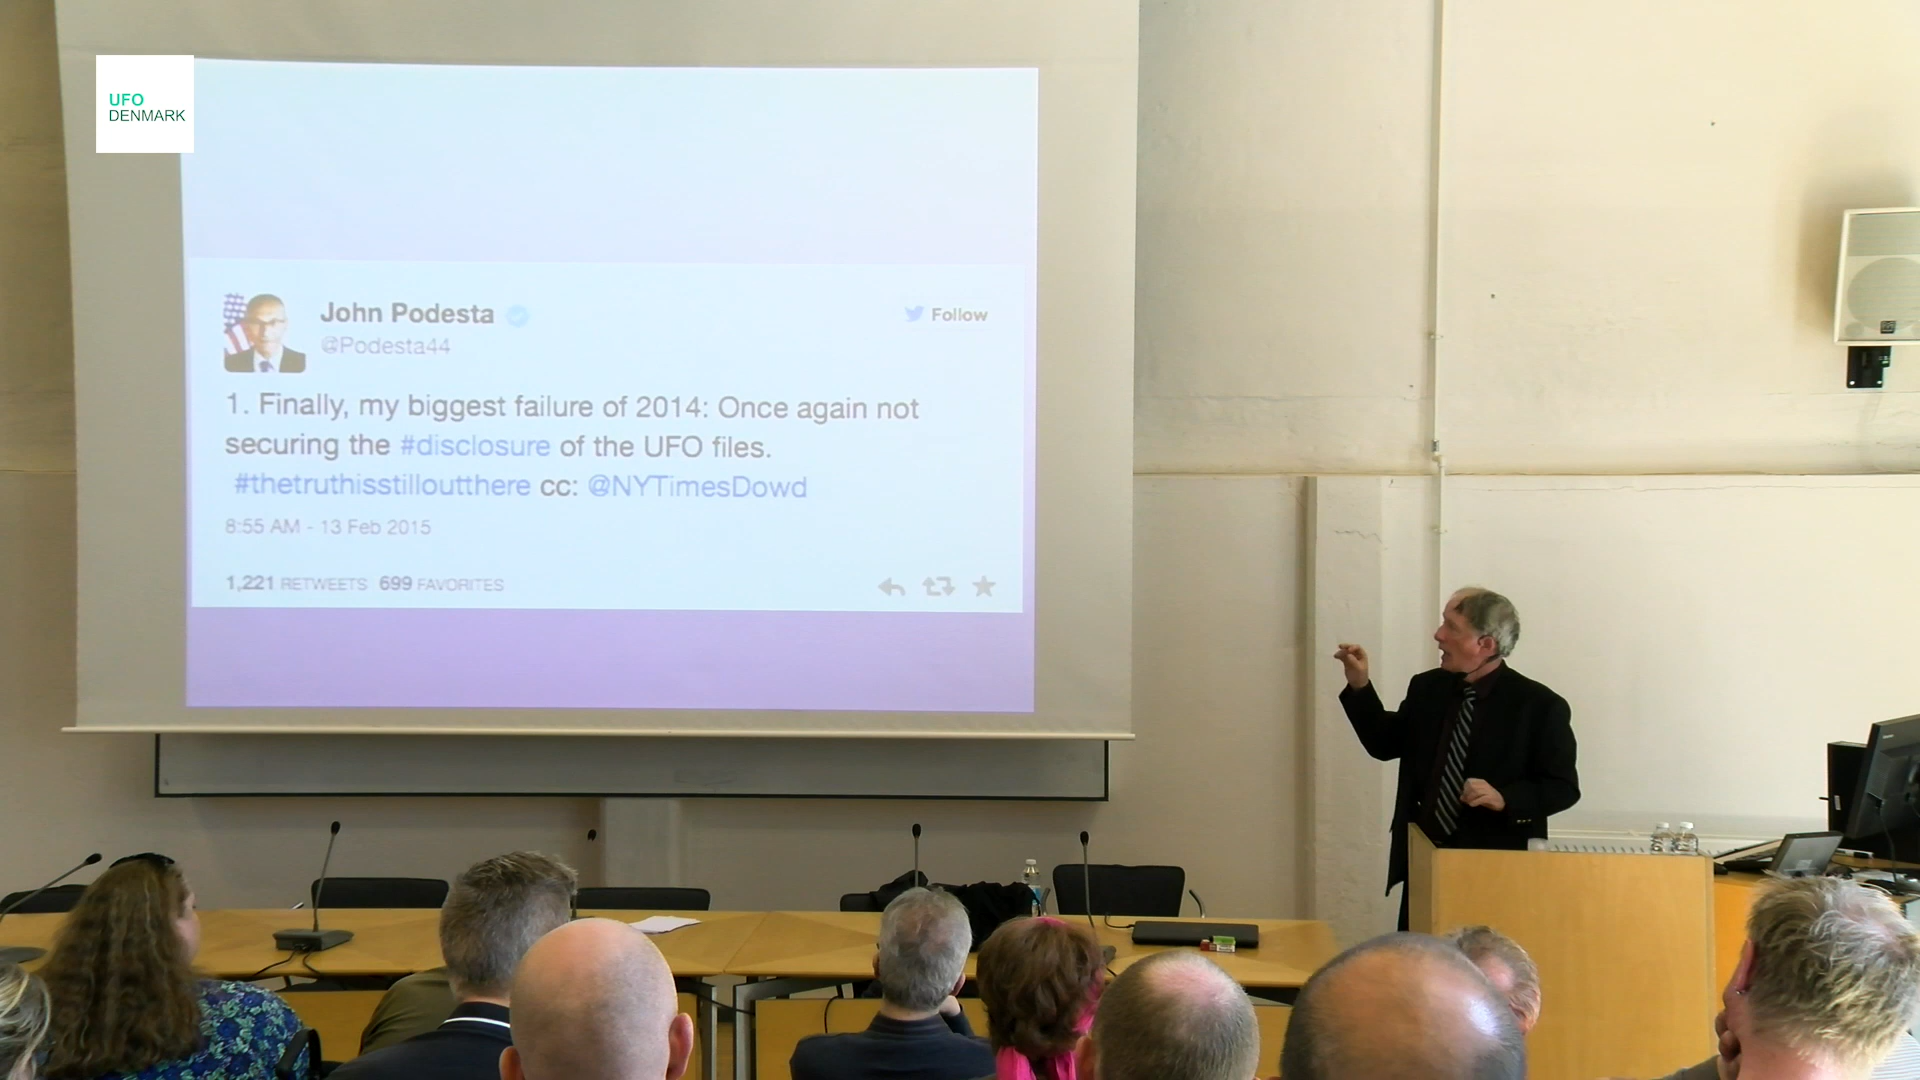 UFO
DENMARK
John Podesta
@Podesta44
Follow
1. Finally, my biggest failure of 2014: Once again not
securing the #disclosure of the UFO files.
#thetruthisstilloutthere cc: @NYTimesDowd
8:55 AM - 13 Feb 2015
1,221 RETWEETS 699 FAVORITES